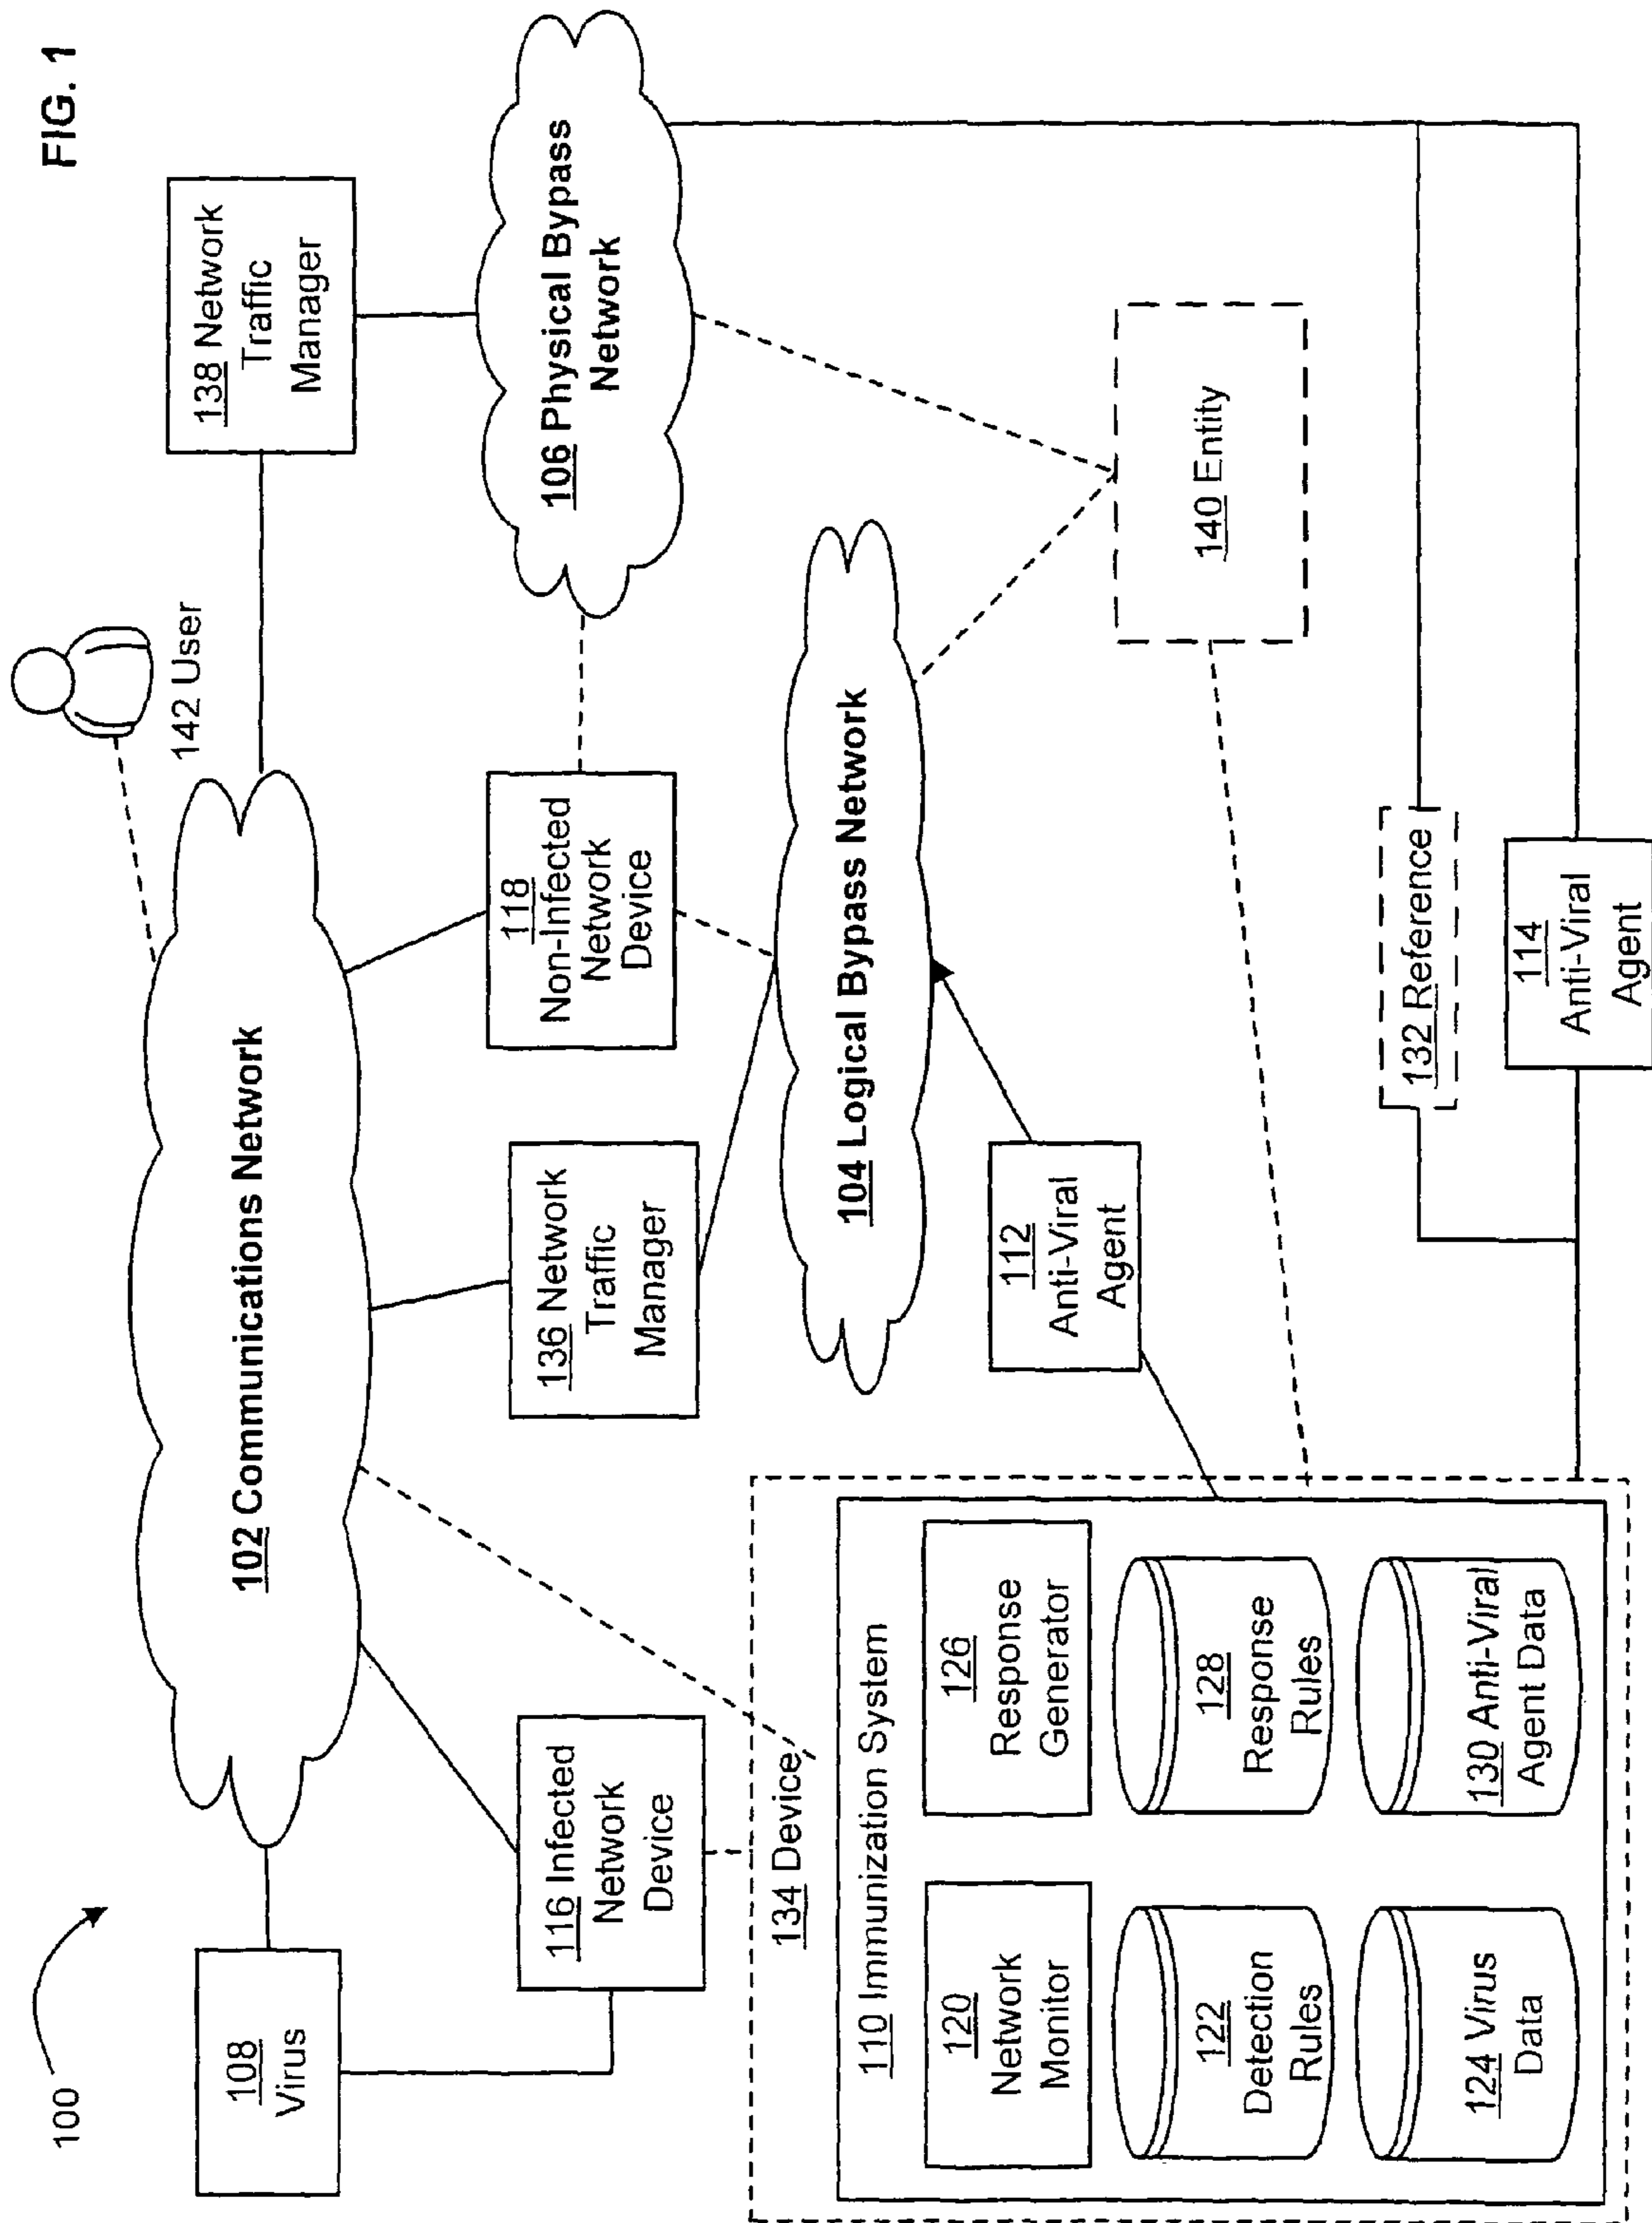 FIG. 1
100
108
Virus
102 Communications Network
142 User
138 Network
Traffic
Manager
116 Infected
Network
Device
136 Network
Traffic
Manager
118
Non-Infected
Network
Device
106 Physical Bypass
Network
104 Logical Bypass Network
134 Device
110 Immunization System
120
Network
Monitor
126
Response
Generator
122
Detection
Rules
128
Response
Rules
124 Virus
Data
130 Anti-Viral
Agent Data
112
Anti-Viral
Agent
140 Entity
132 Reference
114
Anti-Viral
Agent